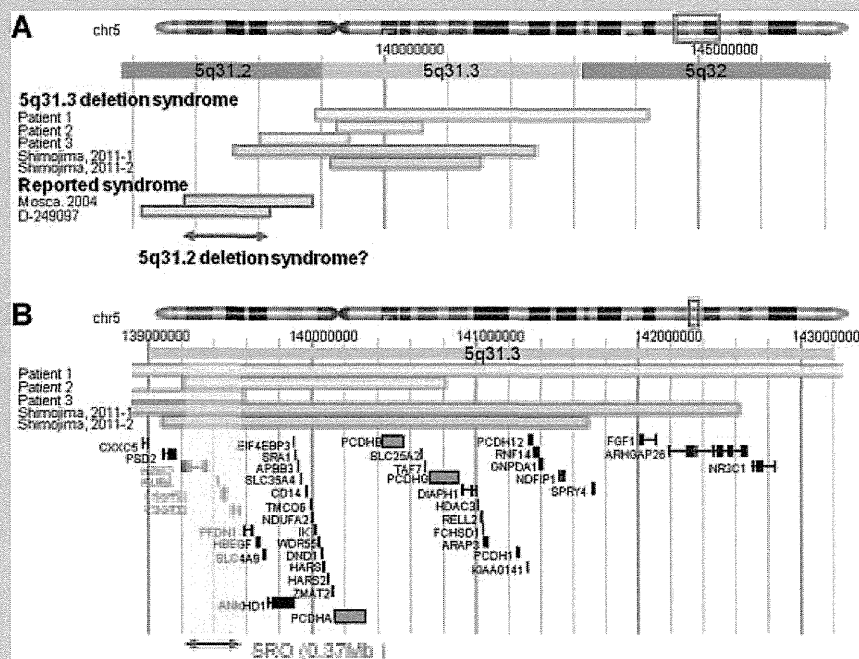 A
chr5
140000000 145000000
5q31.2 5q31.3 5q32
5q31.3 deletion syndrome
Patient 1
Patient 2
Patient 3
Shimojima, 2011-1
Shimojima, 2011-2
Reported syndrome
Mosca, 2004
D-249097
5q31.2 deletion syndrome?
B
chr5
139000000 140000000 141000000 142000000 143000000
5q31.3
Patient 1
Patient 2
Patient 3
Shimojima, 2011-1
Shimojima, 2011-2
CXXC5 EIF4EBP3 PCDHB PCDH12 FGF1
PSD2 SRA1 SLC25A2 RNF14 ARHGAP26
APBB3 TAF7 GNPDA1 NR3C1
SLC35A4 PCDHG NDFIP1
CD14 DIAPH1 SPRY4
TMCO6 HDAC3
NDUFA2 RELL2
PFDN1 IK FCHSD1
HBEGF WDR55 ARAP3
SLC4A9 DND1 PCDH1
HARS KIAA0141
HARS2
ZMAT2
ANKHD1 PCDHA
SRO (0.37Mb)